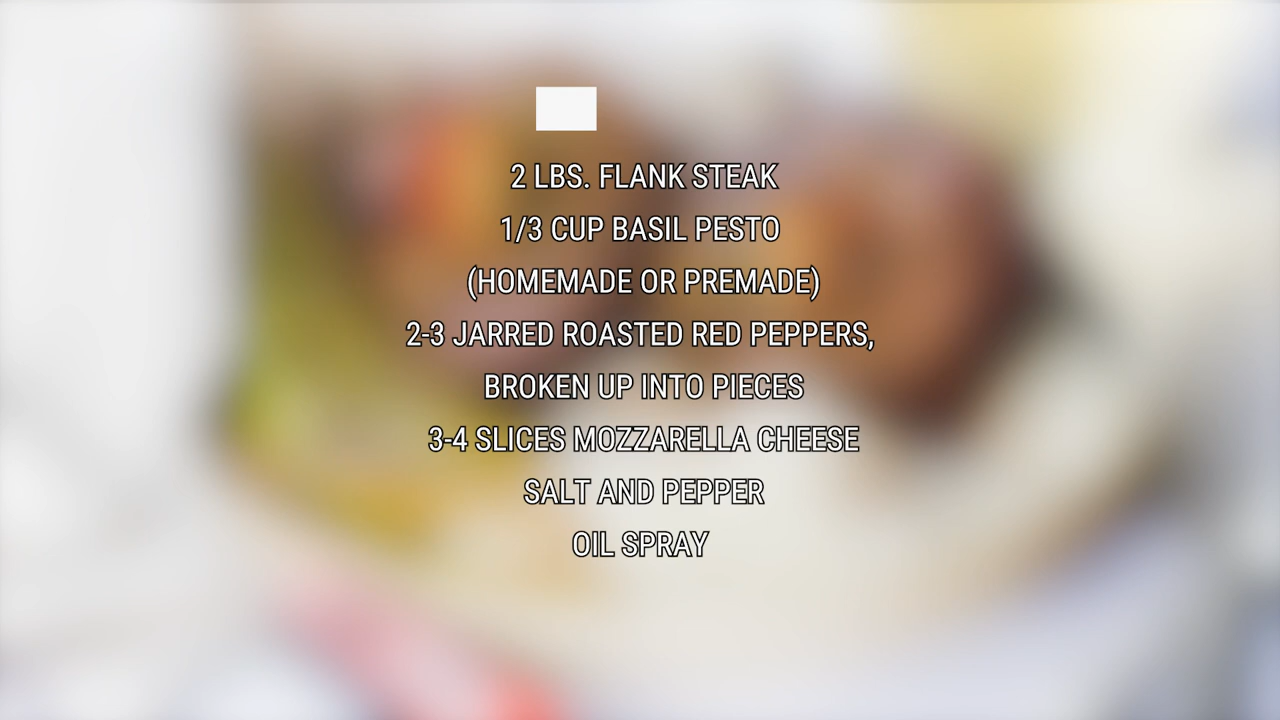 2 LBS. FLANK STEAK
1/3 CUP BASIL PESTO
(HOMEMADE OR PREMADE)
2-3 JARRED ROASTED RED PEPPERS,
BROKEN UP INTO PIECES
3-4 SLICES MOZZARELLA CHEESE
SALT AND PEPPER
OIL SPRAY